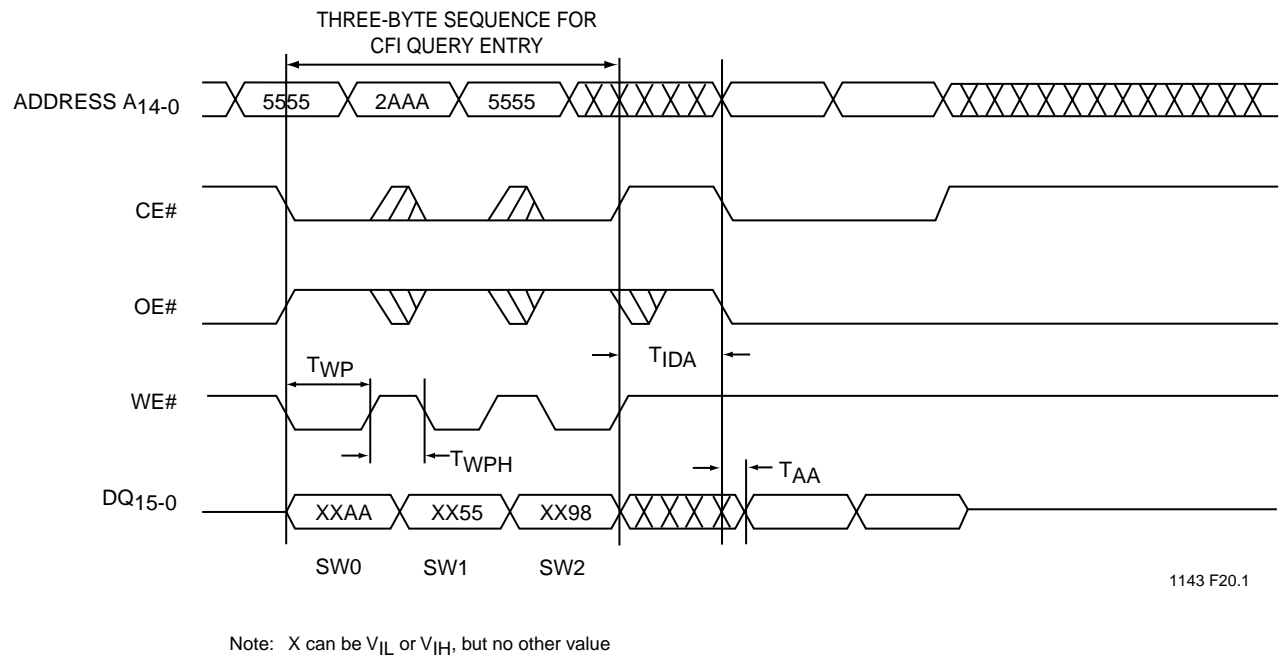 THREE-BYTE SEQUENCE FOR
CFI QUERY ENTRY
ADDRESS A14-0
5555 2AAA 5555
CE#
OE#
TIDA
TWP
WE#
TWPH
TAA
DQ15-0
XXAA XX55 XX98
SW0 SW1 SW2
1143 F20.1
Note: X can be VIL or VIH, but no other value